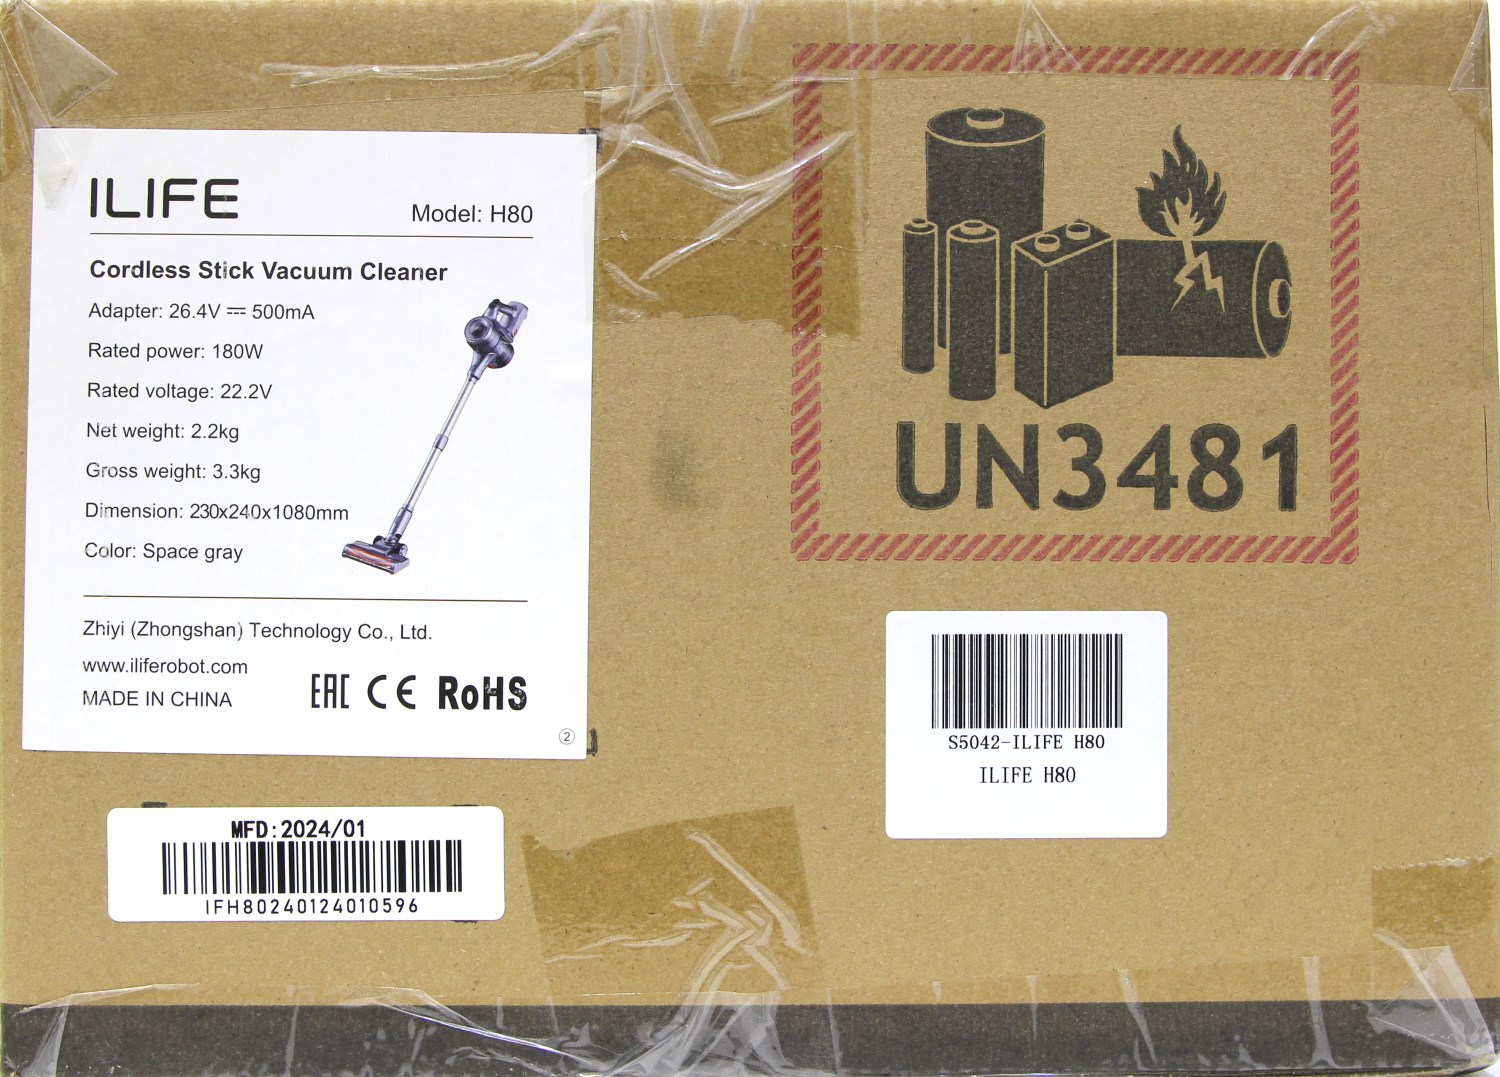 ILIFE
Model: H80
Cordless Stick Vacuum Cleaner
Adapter: 26.4V ⎓ 500mA
Rated power: 180W
Rated voltage: 22.2V
Net weight: 2.2kg
Gross weight: 3.3kg
Dimension: 230x240x1080mm
Color: Space gray
Zhiyi (Zhongshan) Technology Co., Ltd.
www.iliferobot.com
MADE IN CHINA
EAC CE RoHS
②
MFD:2024/01
IFH80240124010596
UN3481
S5042-ILIFE H80
ILIFE H80